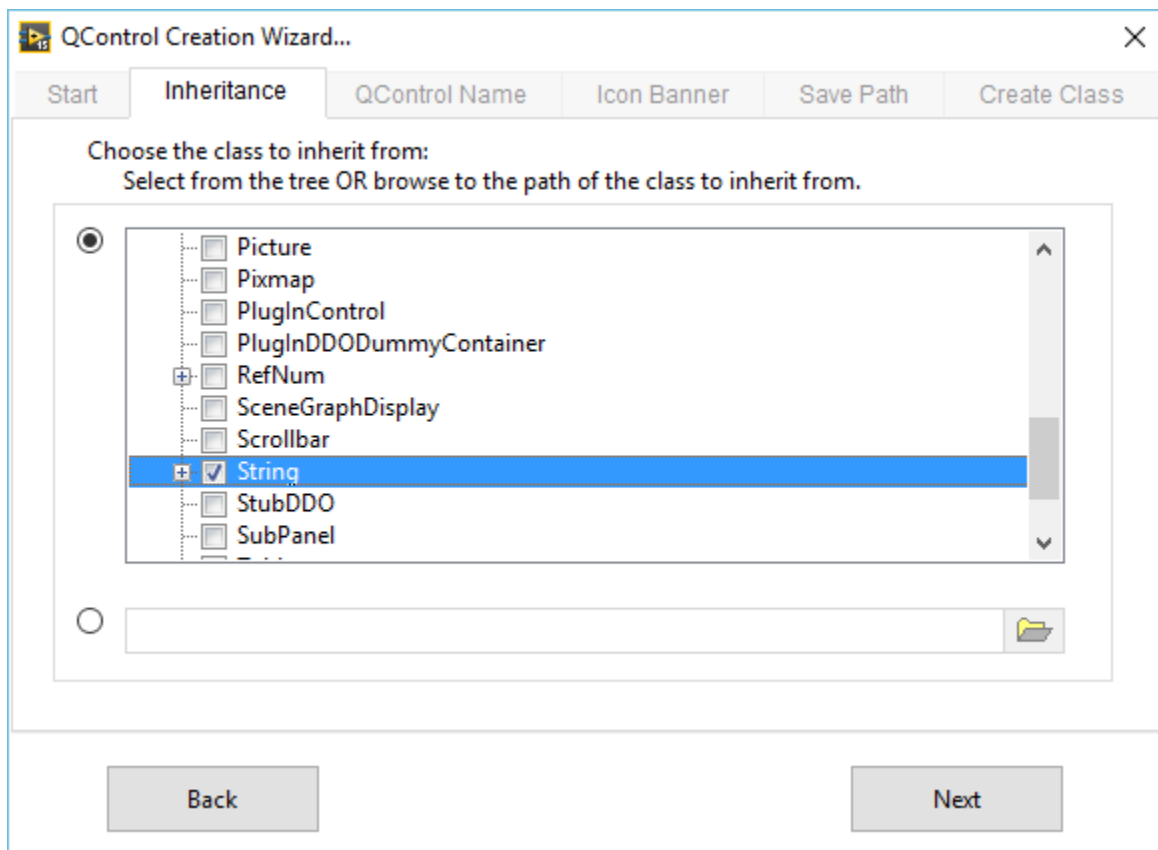 QControl Creation Wizard...
Start Inheritance QControl Name Icon Banner Save Path Create Class
Choose the class to inherit from:
Select from the tree OR browse to the path of the class to inherit from.
Picture
Pixmap
PlugInControl
PlugInDDODummyContainer
RefNum
SceneGraphDisplay
Scrollbar
String
StubDDO
SubPanel
Back Next